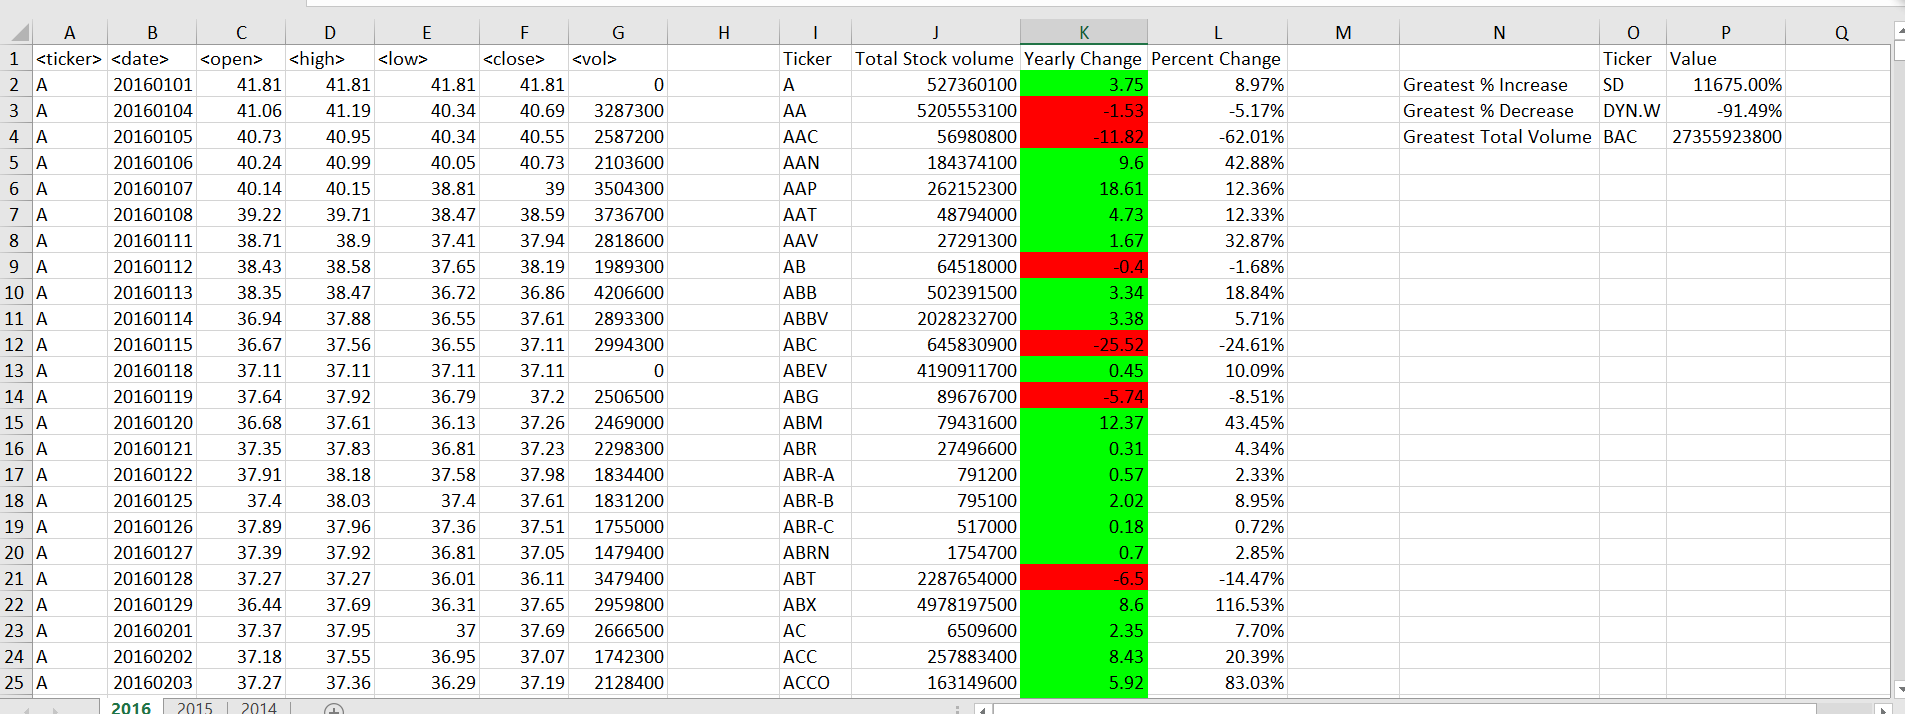 A B C D E F G H I J K L M N O P Q
1 <ticker> <date> <open> <high> <low> <close> <vol> Ticker Total Stock volume Yearly Change Percent Change Ticker Value
2 A 20160101 41.81 41.81 41.81 41.81 0 A 527360100 3.75 8.97% Greatest % Increase SD 11675.00%
3 A 20160104 41.06 41.19 40.34 40.69 3287300 AA 5205553100 -1.53 -5.17% Greatest % Decrease DYN.W -91.49%
4 A 20160105 40.73 40.95 40.34 40.55 2587200 AAC 56980800 -11.82 -62.01% Greatest Total Volume BAC 27355923800
5 A 20160106 40.24 40.99 40.05 40.73 2103600 AAN 184374100 9.6 42.88%
6 A 20160107 40.14 40.15 38.81 39 3504300 AAP 262152300 18.61 12.36%
7 A 20160108 39.22 39.71 38.47 38.59 3736700 AAT 48794000 4.73 12.33%
8 A 20160111 38.71 38.9 37.41 37.94 2818600 AAV 27291300 1.67 32.87%
9 A 20160112 38.43 38.58 37.65 38.19 1989300 AB 64518000 -0.4 -1.68%
10 A 20160113 38.35 38.47 36.72 36.86 4206600 ABB 502391500 3.34 18.84%
11 A 20160114 36.94 37.88 36.55 37.61 2893300 ABBV 2028232700 3.38 5.71%
12 A 20160115 36.67 37.56 36.55 37.11 2994300 ABC 645830900 -25.52 -24.61%
13 A 20160118 37.11 37.11 37.11 37.11 0 ABEV 4190911700 0.45 10.09%
14 A 20160119 37.64 37.92 36.79 37.2 2506500 ABG 89676700 -5.74 -8.51%
15 A 20160120 36.68 37.61 36.13 37.26 2469000 ABM 79431600 12.37 43.45%
16 A 20160121 37.35 37.83 36.81 37.23 2298300 ABR 27496600 0.31 4.34%
17 A 20160122 37.91 38.18 37.58 37.98 1834400 ABR-A 791200 0.57 2.33%
18 A 20160125 37.4 38.03 37.4 37.61 1831200 ABR-B 795100 2.02 8.95%
19 A 20160126 37.89 37.96 37.36 37.51 1755000 ABR-C 517000 0.18 0.72%
20 A 20160127 37.39 37.92 36.81 37.05 1479400 ABRN 1754700 0.7 2.85%
21 A 20160128 37.27 37.27 36.01 36.11 3479400 ABT 2287654000 -6.5 -14.47%
22 A 20160129 36.44 37.69 36.31 37.65 2959800 ABX 4978197500 8.6 116.53%
23 A 20160201 37.37 37.95 37 37.69 2666500 AC 6509600 2.35 7.70%
24 A 20160202 37.18 37.55 36.95 37.07 1742300 ACC 257883400 8.43 20.39%
25 A 20160203 37.27 37.36 36.29 37.19 2128400 ACCO 163149600 5.92 83.03%
2016 2015 2014